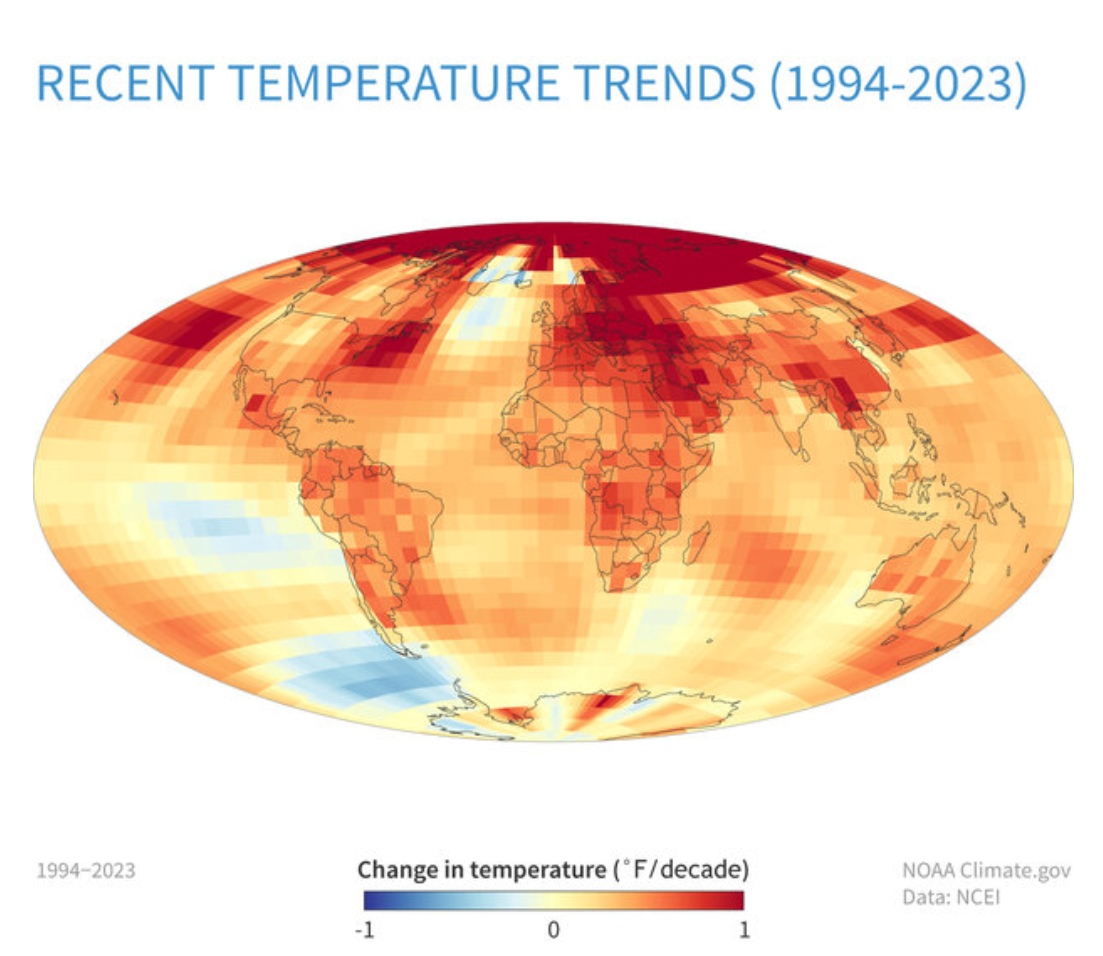 RECENT TEMPERATURE TRENDS (1994-2023)
1994–2023
Change in temperature (°F/decade)
-1 0 1
NOAA Climate.gov
Data: NCEI